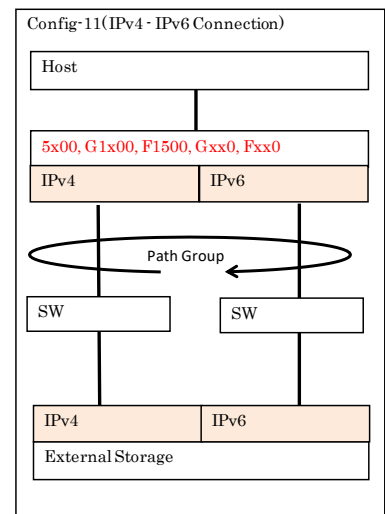 Config-11(IPv4 - IPv6 Connection)
Host
5x00, G1x00, F1500, Gxx0, Fxx0
IPv4 IPv6
Path Group
SW SW
IPv4 IPv6
External Storage